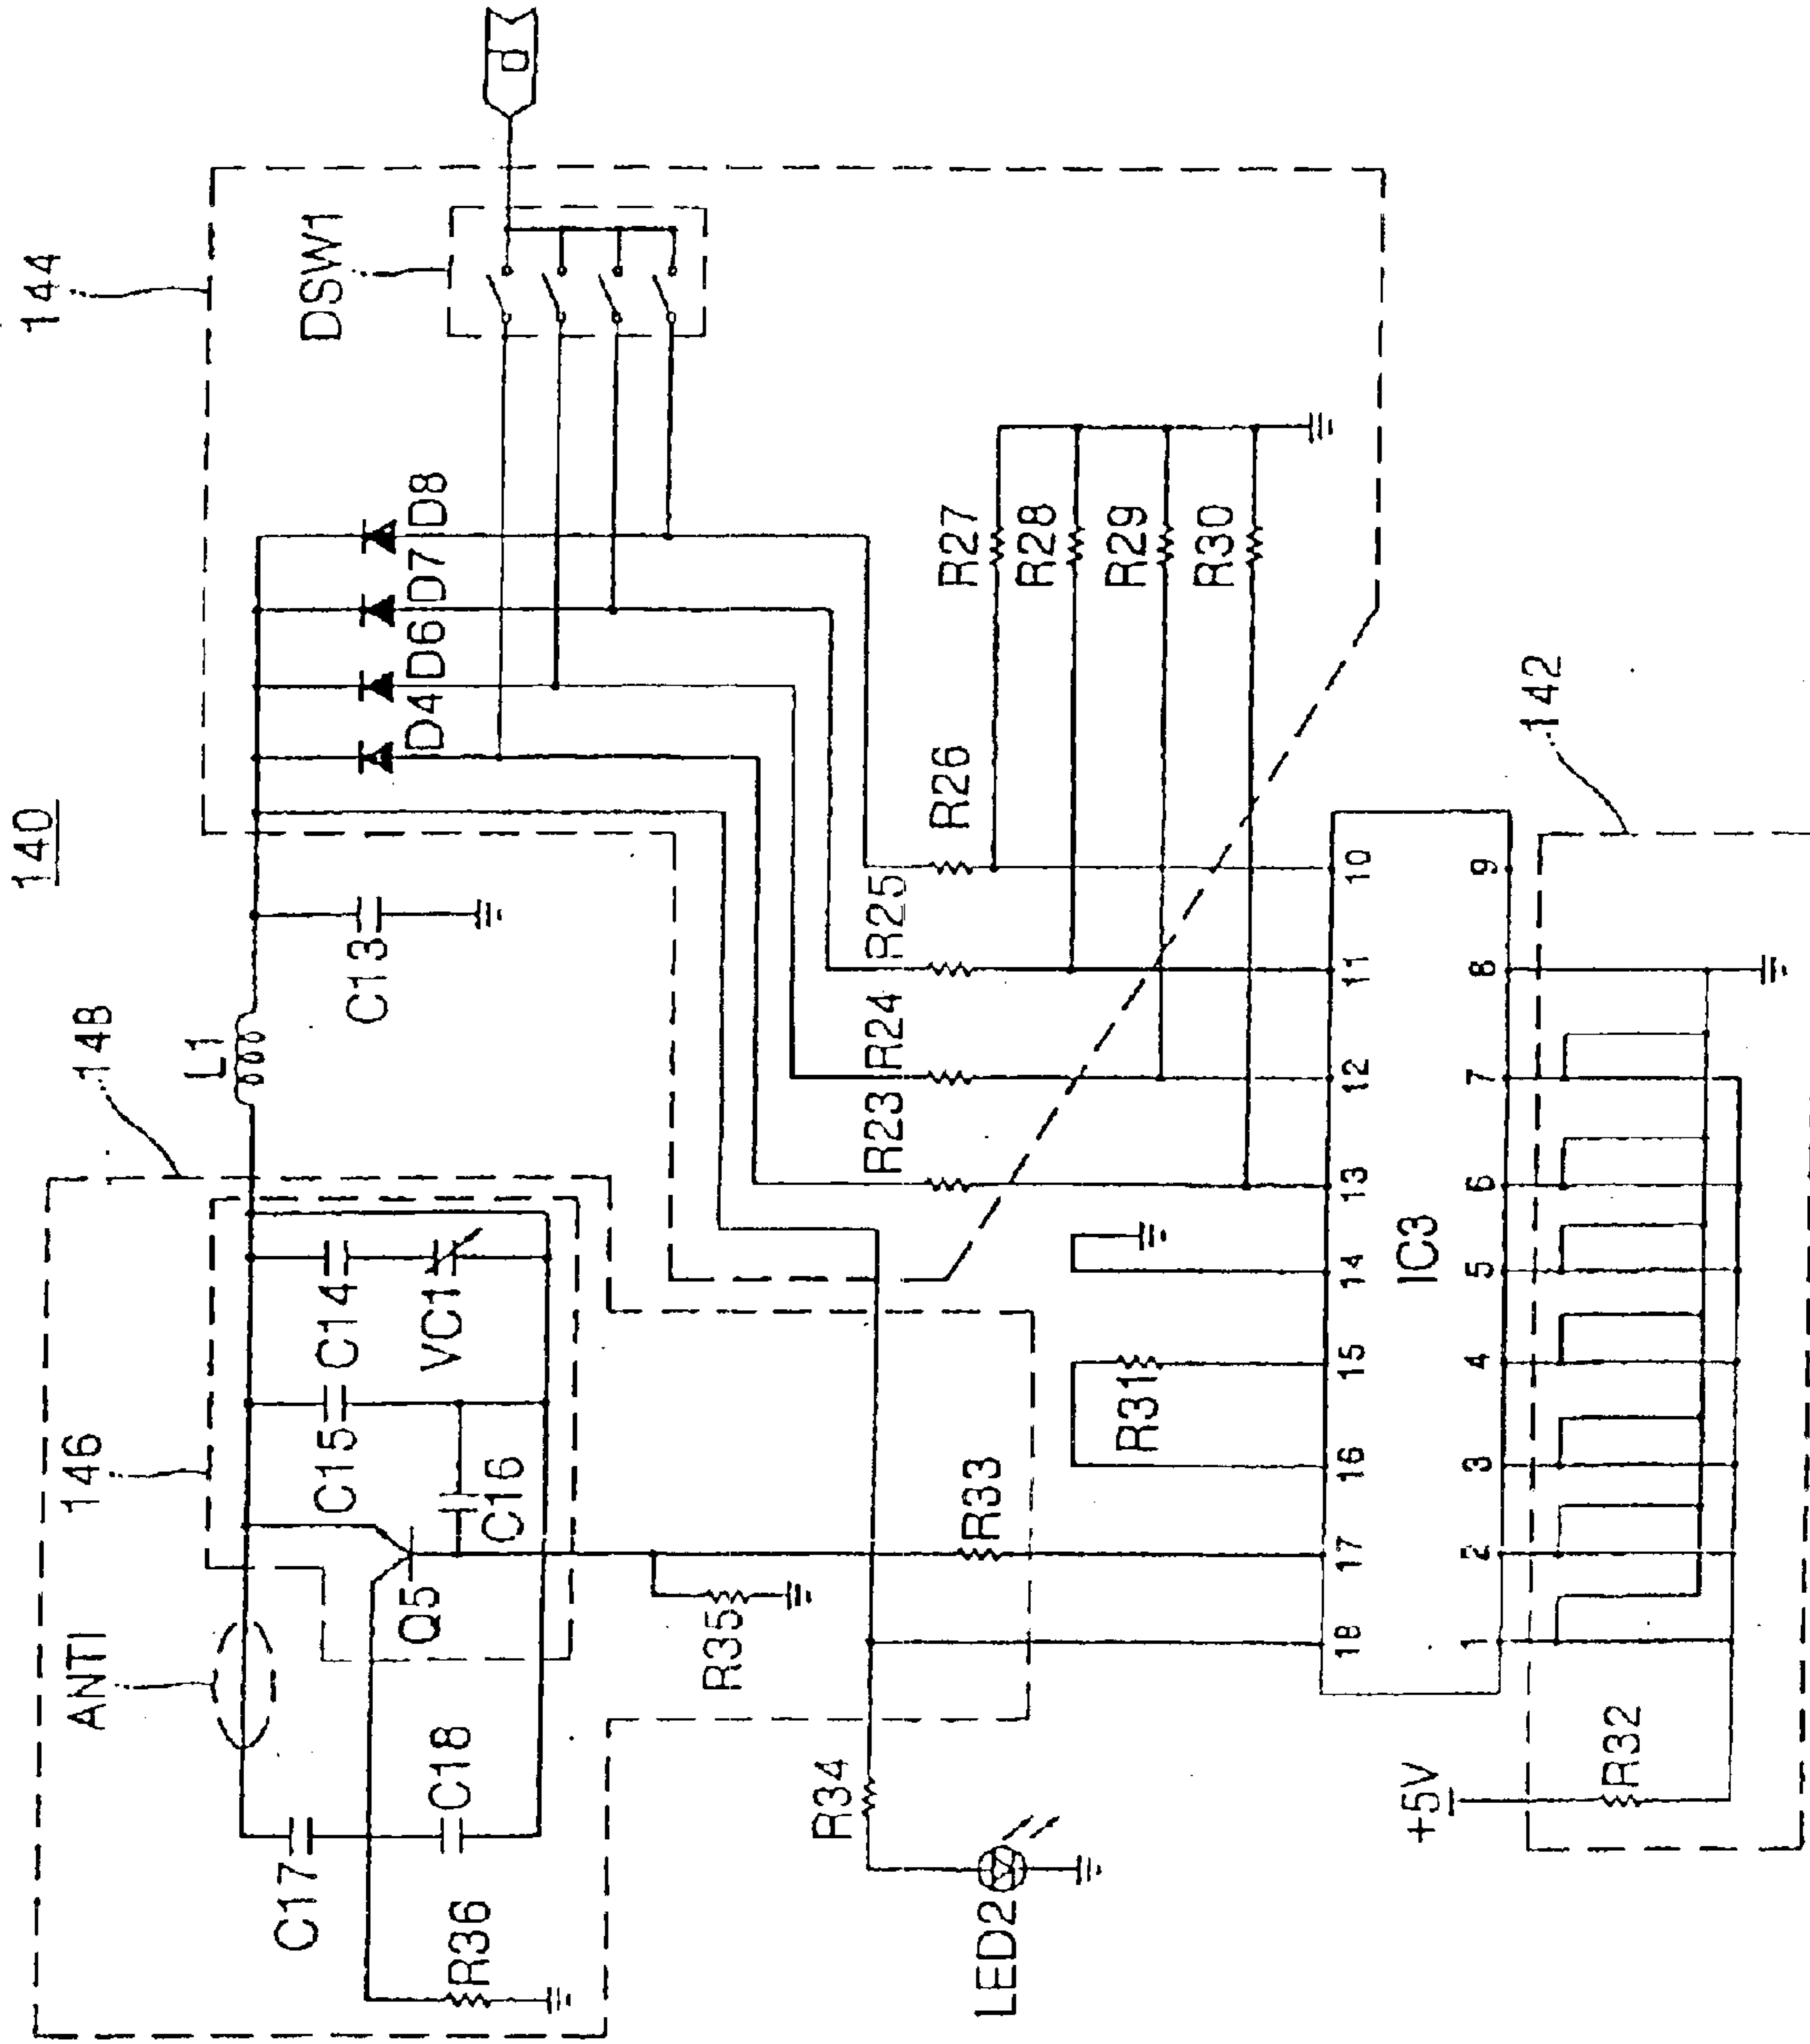 140
144
148
146
ANT1
L1
DSW1
d
D4
D6
D7
D8
C13
C14
VC1
C15
C16
Q5
C17
C18
R36
R35
R33
R34
LED2
R31
R23
R24
R25
R26
R27
R28
R29
R30
18
17
16
15
14
13
12
11
10
IC3
1
2
3
4
5
6
7
8
9
142
+5V
R32